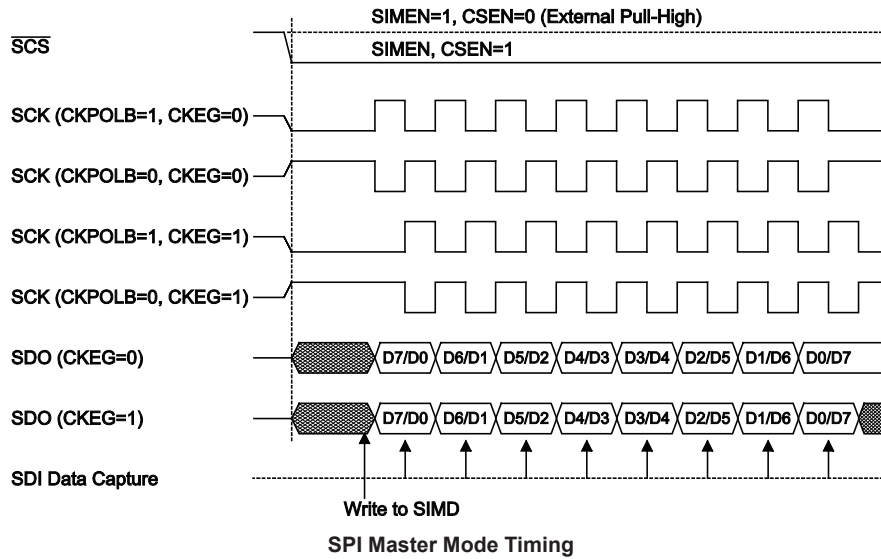 SIMEN=1, CSEN=0 (External Pull-High)
SCS
SIMEN, CSEN=1
SCK (CKPOLB=1, CKEG=0)
SCK (CKPOLB=0, CKEG=0)
SCK (CKPOLB=1, CKEG=1)
SCK (CKPOLB=0, CKEG=1)
SDO (CKEG=0) D7/D0 D6/D1 D5/D2 D4/D3 D3/D4 D2/D5 D1/D6 D0/D7
SDO (CKEG=1) D7/D0 D6/D1 D5/D2 D4/D3 D3/D4 D2/D5 D1/D6 D0/D7
SDI Data Capture
Write to SIMD
SPI Master Mode Timing